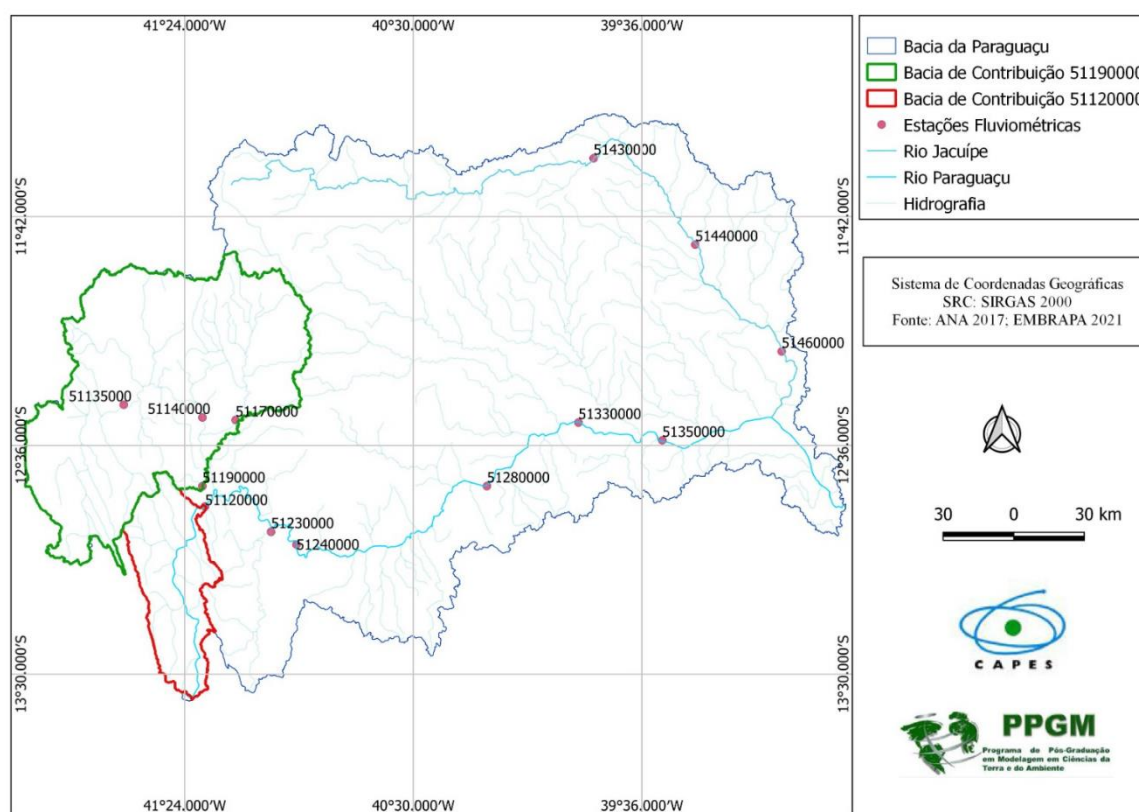 41°24.000'W
40°30.000'W
39°36.000'W
11°42.000'S
12°36.000'S
13°30.000'S
51430000
51440000
51460000
51135000
51140000
51170000
51330000
51350000
51190000
51120000
51280000
51230000
51240000
11°42.000'S
12°36.000'S
13°30.000'S
41°24.000'W
40°30.000'W
39°36.000'W
Bacia da Paraguaçu
Bacia de Contribuição 51190000
Bacia de Contribuição 51120000
Estações Fluviométricas
Rio Jacuípe
Rio Paraguaçu
Hidrografia
Sistema de Coordenadas Geográficas
SRC: SIRGAS 2000
Fonte: ANA 2017; EMBRAPA 2021
30 0 30 km
CAPES
PPGM
Programa de Pós-Graduação
em Modelagem em Ciências da
Terra e do Ambiente